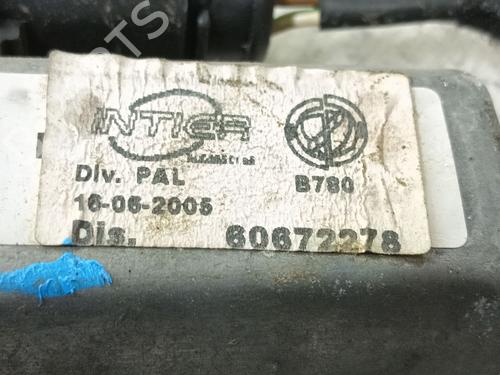 INTIER
Div. PAL
B780
16-06-2005
Dis. 60672278